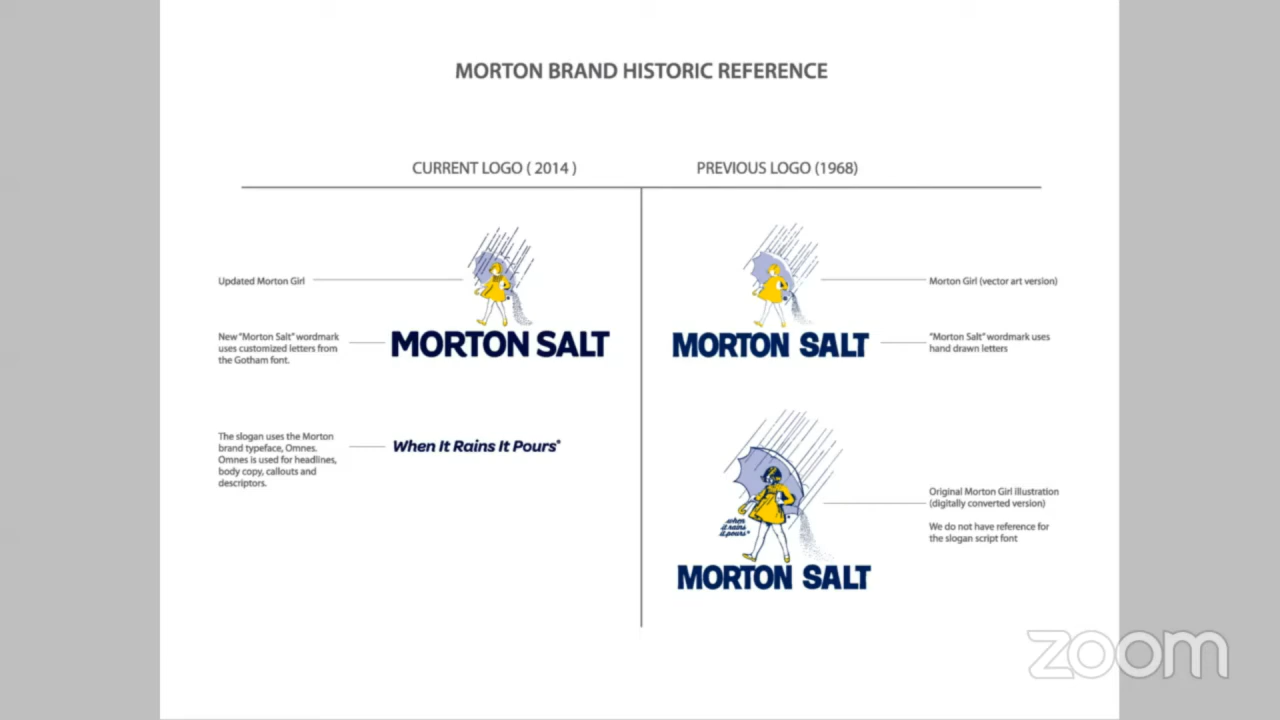 MORTON BRAND HISTORIC REFERENCE
CURRENT LOGO ( 2014 )
PREVIOUS LOGO (1968)
Updated Morton Girl
MORTON SALT
New "Morton Salt" wordmark
uses customized letters from
the Gotham font.
The slogan uses the Morton
brand typeface, Omnes.
Omnes is used for headlines,
body copy, callouts and
descriptors.
When It Rains It Pours®
Morton Girl (vector art version)
MORTON SALT
"Morton Salt" wordmark uses
hand drawn letters
when
it rains
it pours®
MORTON SALT
Original Morton Girl illustration
(digitally converted version)
We do not have reference for
the slogan script font
zoom